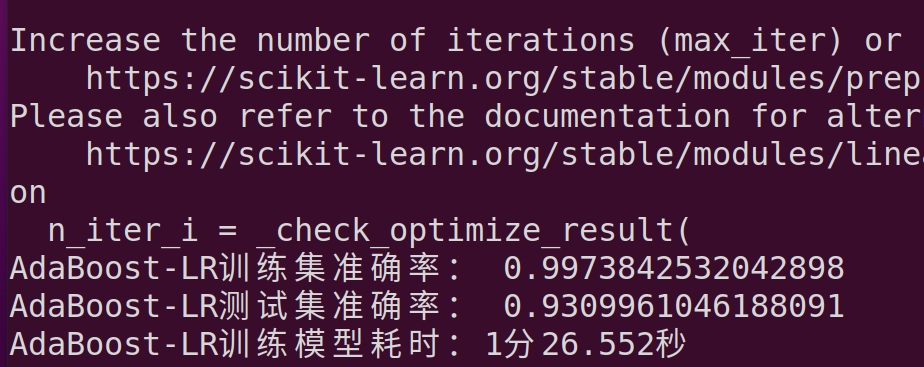 Increase the number of iterations (max_iter) or
https://scikit-learn.org/stable/modules/prep
Please also refer to the documentation for alter
https://scikit-learn.org/stable/modules/line
on
n_iter_i = _check_optimize_result(
AdaBoost-LR训练集准确率： 0.9973842532042898
AdaBoost-LR测试集准确率： 0.9309961046188091
AdaBoost-LR训练模型耗时：1分26.552秒